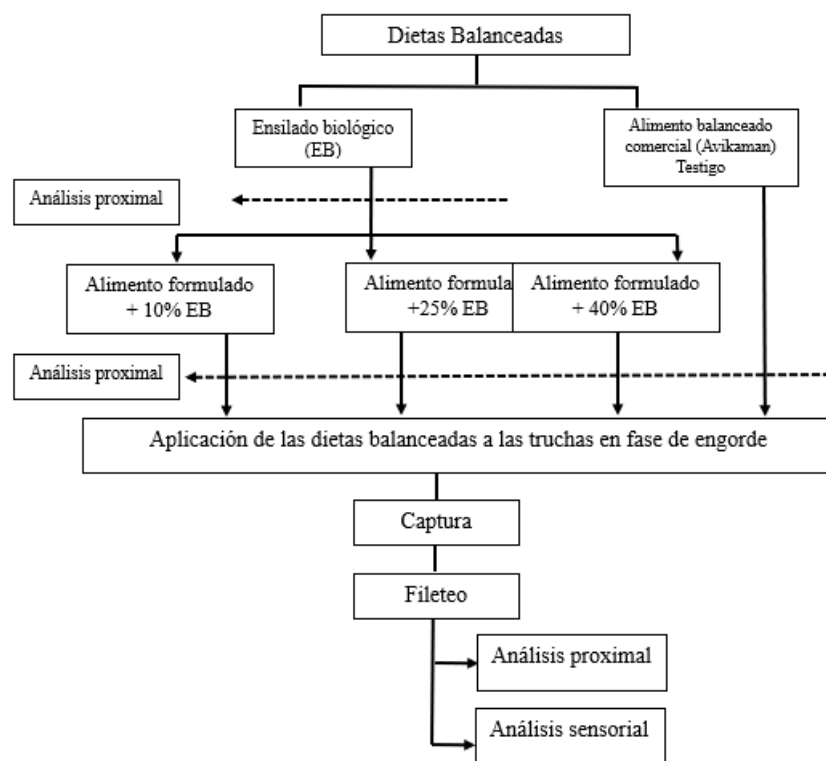 Dietas Balanceadas
Ensilado biológico
(EB)
Alimento balanceado
comercial (Avikaman)
Testigo
Análisis proximal
Alimento formulado
+ 10% EB
Alimento formula
+25% EB
Alimento formulado
+ 40% EB
Análisis proximal
Aplicación de las dietas balanceadas a las truchas en fase de engorde
Captura
Fileteo
Análisis proximal
Análisis sensorial